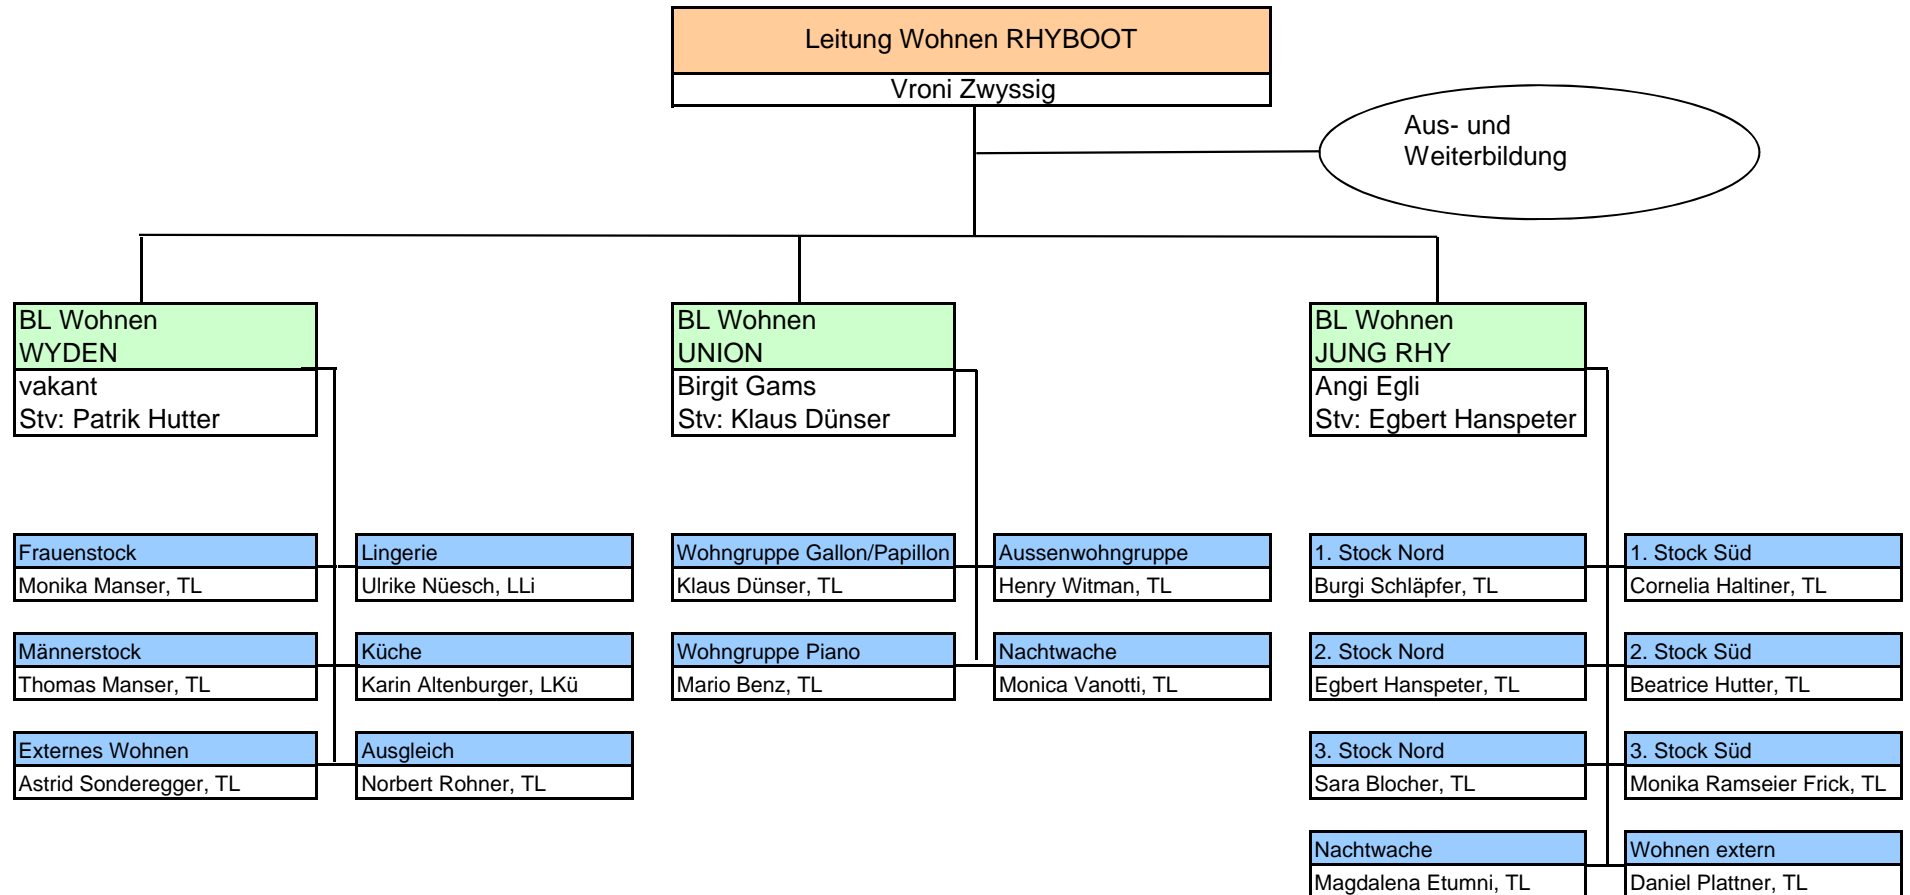 Leitung Wohnen RHYBOOT
Vroni Zwyssig
Aus- und
Weiterbildung
BL Wohnen
WYDEN
vakant
Stv: Patrik Hutter
BL Wohnen
UNION
Birgit Gams
Stv: Klaus Dünser
BL Wohnen
JUNG RHY
Angi Egli
Stv: Egbert Hanspeter
Frauenstock
Monika Manser, TL
Lingerie
Ulrike Nüesch, LLi
Männerstock
Thomas Manser, TL
Küche
Karin Altenburger, LKü
Externes Wohnen
Astrid Sonderegger, TL
Ausgleich
Norbert Rohner, TL
Wohngruppe Gallon/Papillon
Klaus Dünser, TL
Aussenwohngruppe
Henry Witman, TL
Wohngruppe Piano
Mario Benz, TL
Nachtwache
Monica Vanotti, TL
1. Stock Nord
Burgi Schläpfer, TL
1. Stock Süd
Cornelia Haltiner, TL
2. Stock Nord
Egbert Hanspeter, TL
2. Stock Süd
Beatrice Hutter, TL
3. Stock Nord
Sara Blocher, TL
3. Stock Süd
Monika Ramseier Frick, TL
Nachtwache
Magdalena Etumni, TL
Wohnen extern
Daniel Plattner, TL